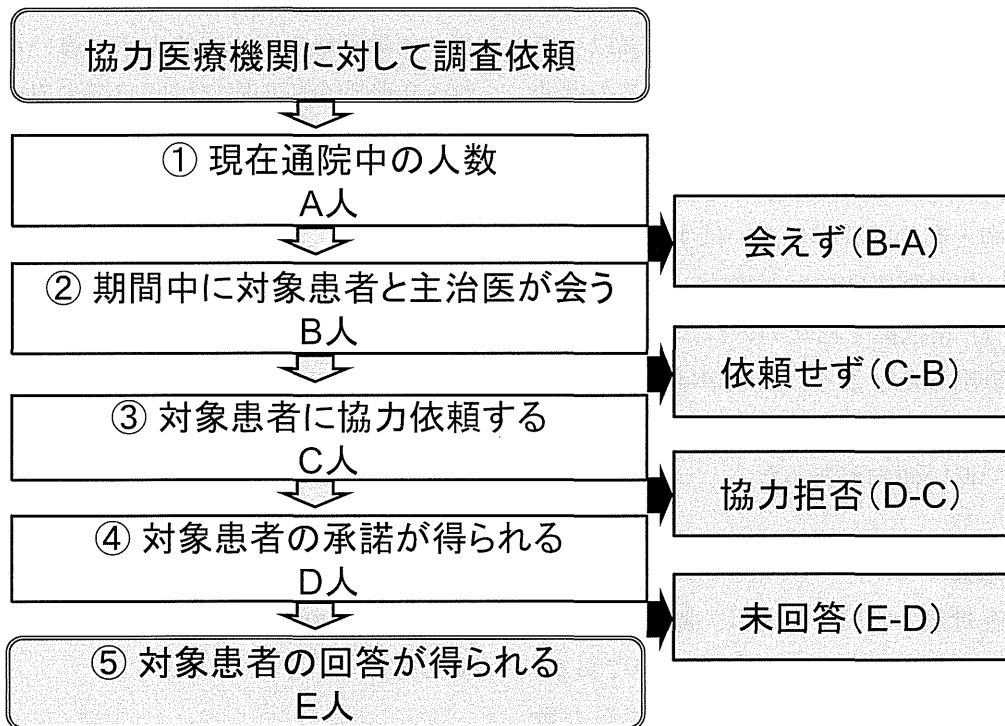 協力医療機関に対して調査依頼
① 現在通院中の人数
A人
会えず(B-A)
② 期間中に対象患者と主治医が会う
B人
依頼せず(C-B)
③ 対象患者に協力依頼する
C人
協力拒否(D-C)
④ 対象患者の承諾が得られる
D人
未回答(E-D)
⑤ 対象患者の回答が得られる
E人